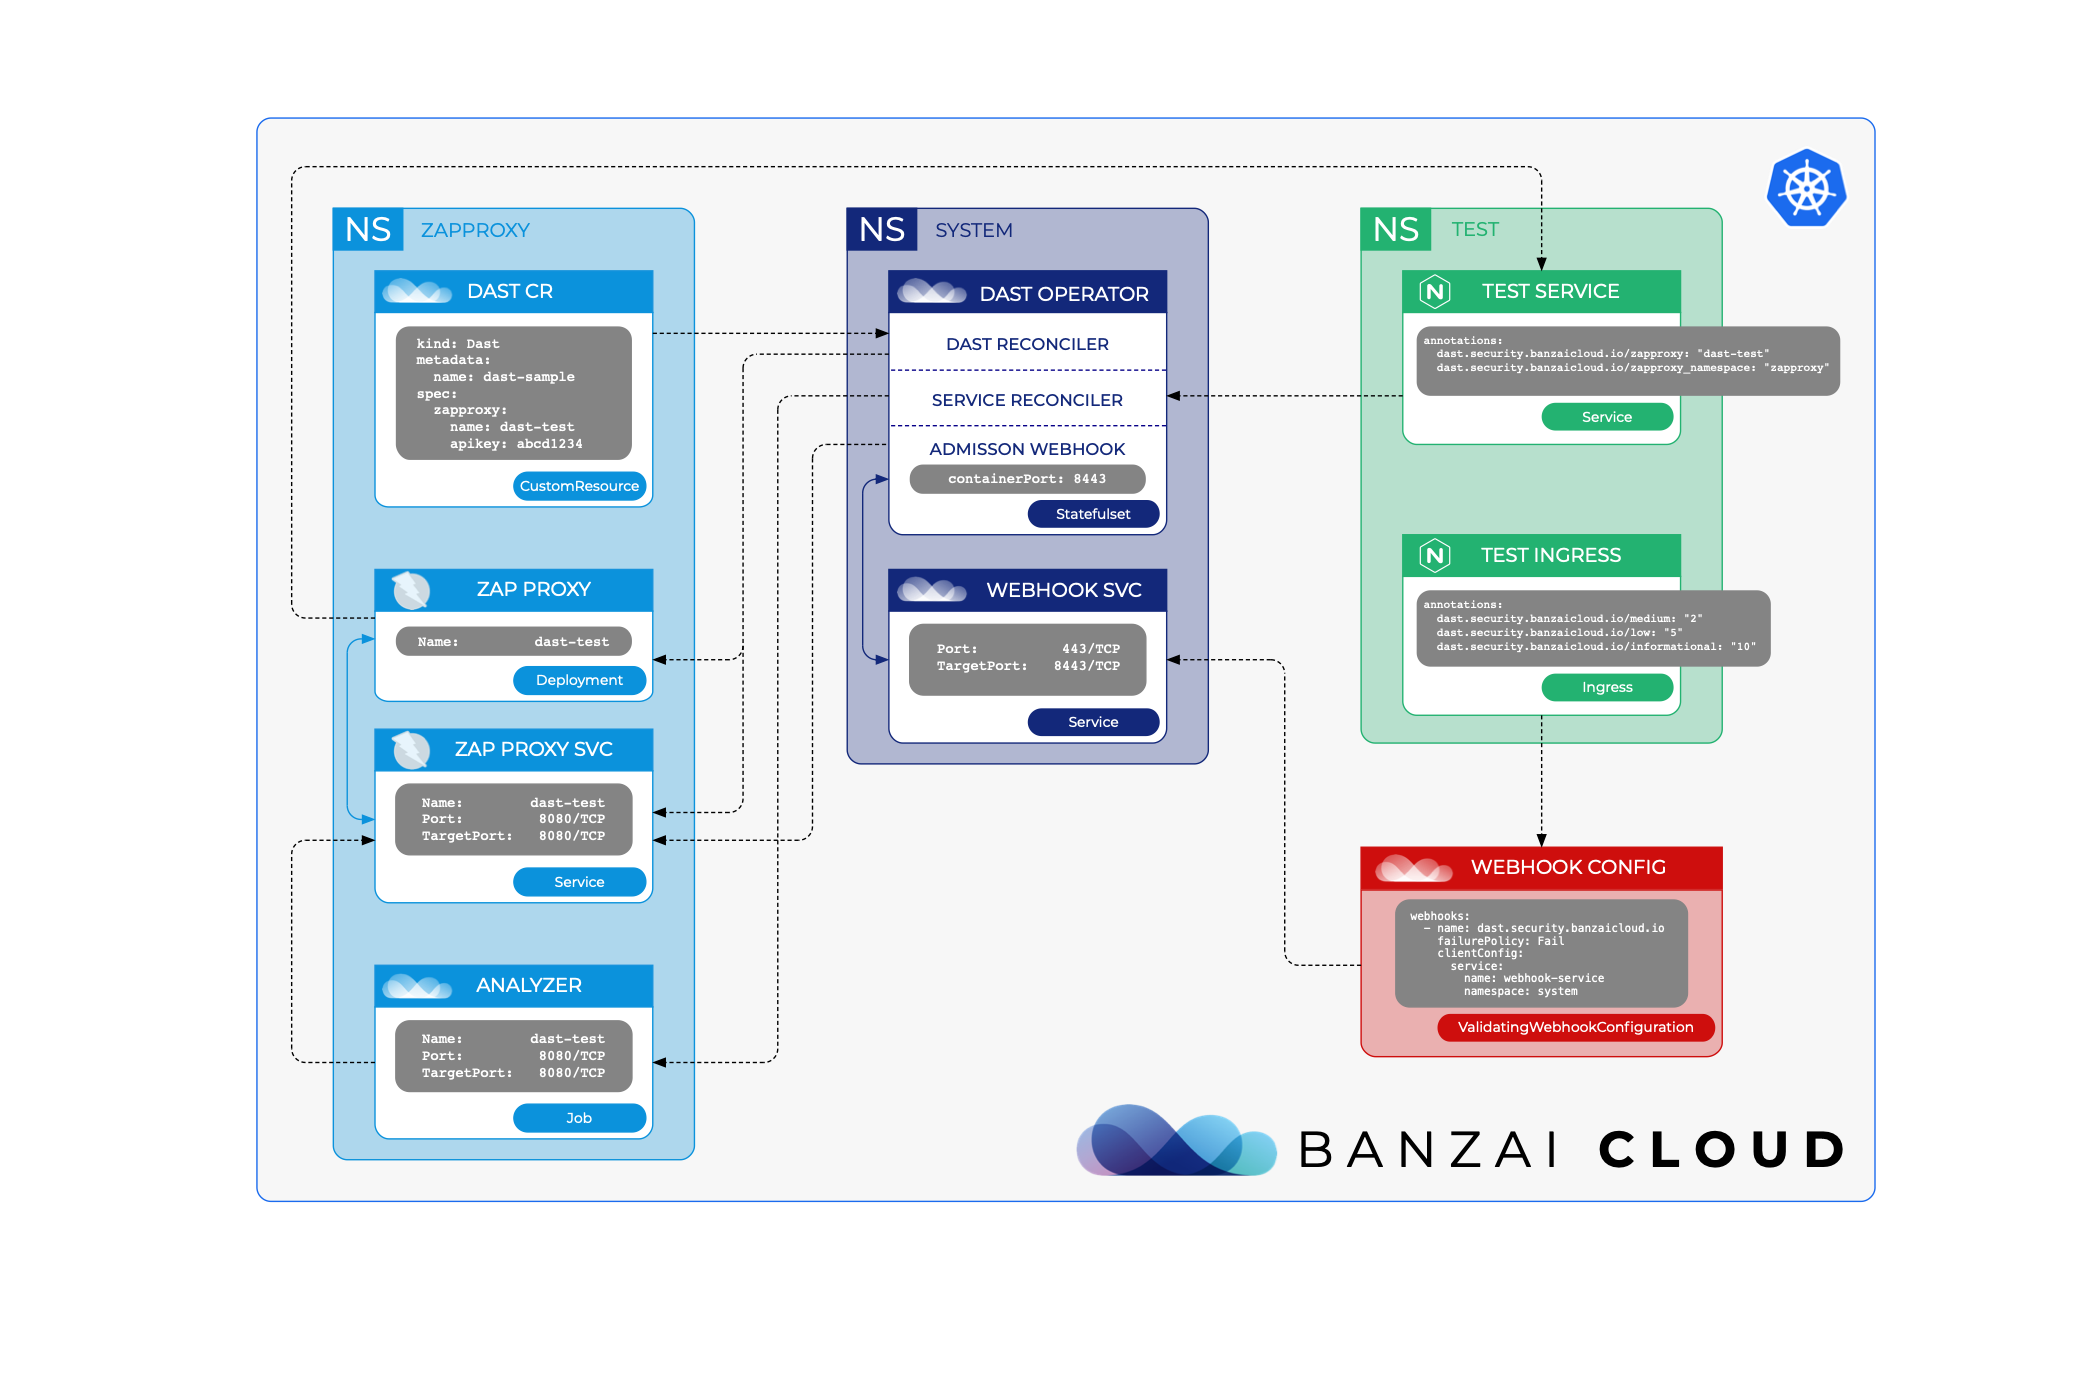 NS ZAPPROXY
DAST CR
kind: Dast
metadata:
name: dast-sample
spec:
zapproxy:
name: dast-test
apikey: abcd1234
CustomResource
ZAP PROXY
Name: dast-test
Deployment
ZAP PROXY SVC
Name: dast-test
Port: 8080/TCP
TargetPort: 8080/TCP
Service
ANALYZER
Name: dast-test
Port: 8080/TCP
TargetPort: 8080/TCP
Job
NS SYSTEM
DAST OPERATOR
DAST RECONCILER
SERVICE RECONCILER
ADMISSON WEBHOOK
containerPort: 8443
Statefulset
WEBHOOK SVC
Port: 443/TCP
TargetPort: 8443/TCP
Service
NS TEST
TEST SERVICE
annotations:
dast.security.banzaicloud.io/zapproxy: "dast-test"
dast.security.banzaicloud.io/zapproxy_namespace: "zapproxy"
Service
TEST INGRESS
annotations:
dast.security.banzaicloud.io/medium: "2"
dast.security.banzaicloud.io/low: "5"
dast.security.banzaicloud.io/informational: "10"
Ingress
WEBHOOK CONFIG
webhooks:
- name: dast.security.banzaicloud.io
failurePolicy: Fail
clientConfig:
service:
name: webhook-service
namespace: system
ValidatingWebhookConfiguration
BANZAI CLOUD